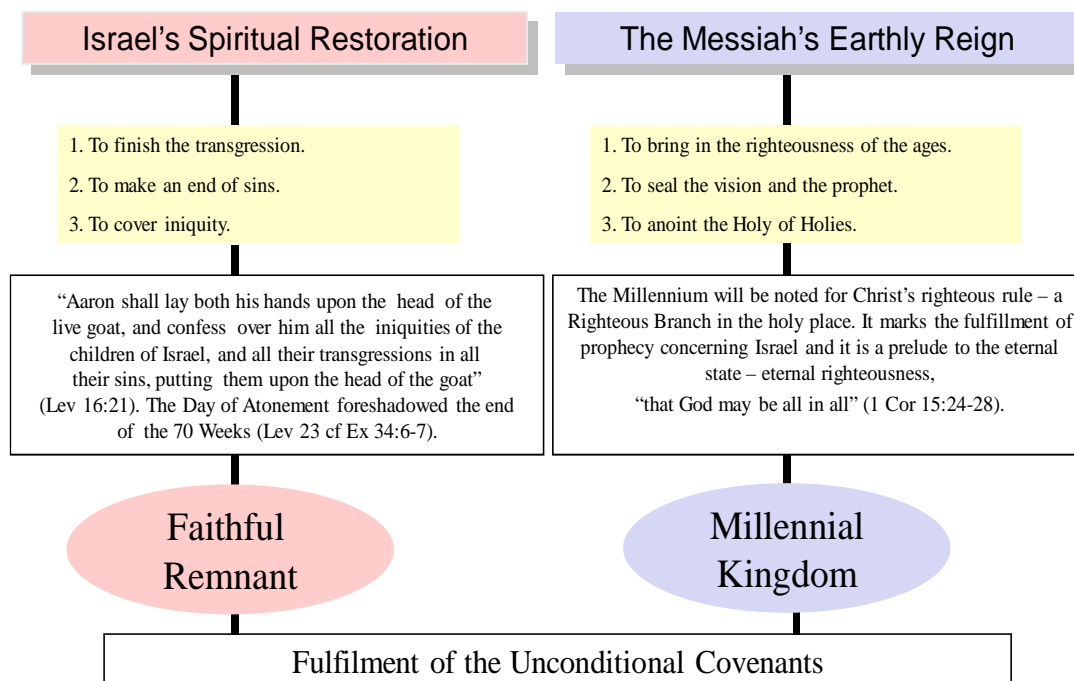 Israel’s Spiritual Restoration
1. To finish the transgression.
2. To make an end of sins.
3. To cover iniquity.
“Aaron shall lay both his hands upon the head of the
live goat, and confess over him all the iniquities of the
children of Israel, and all their transgressions in all
their sins, putting them upon the head of the goat”
(Lev 16:21). The Day of Atonement foreshadowed the end
of the 70 Weeks (Lev 23 cf Ex 34:6-7).
Faithful
Remnant
The Messiah’s Earthly Reign
1. To bring in the righteousness of the ages.
2. To seal the vision and the prophet.
3. To anoint the Holy of Holies.
The Millennium will be noted for Christ’s righteous rule – a
Righteous Branch in the holy place. It marks the fulfillment of
prophecy concerning Israel and it is a prelude to the eternal
state – eternal righteousness,
“that God may be all in all” (1 Cor 15:24-28).
Millennial
Kingdom
Fulfilment of the Unconditional Covenants